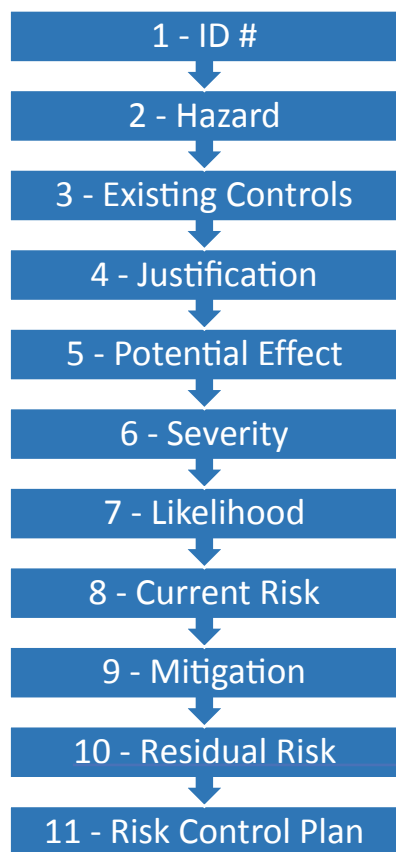 1 - ID #
2 - Hazard
3 - Existing Controls
4 - Justification
5 - Potential Effect
6 - Severity
7 - Likelihood
8 - Current Risk
9 - Mitigation
10 - Residual Risk
11 - Risk Control Plan